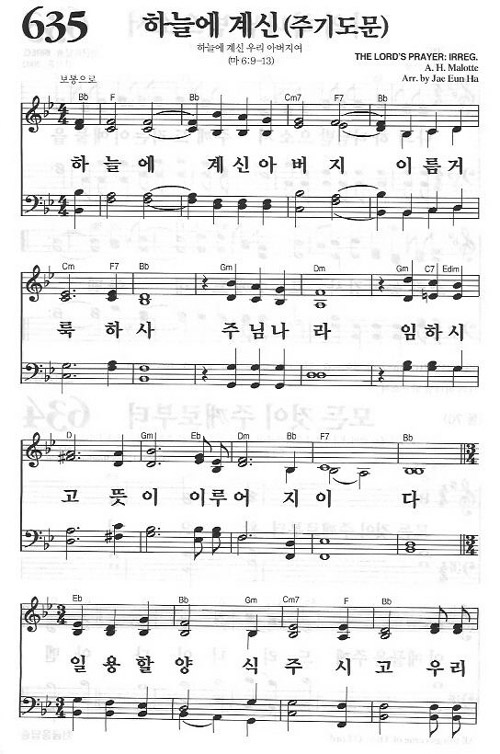 635 하늘에 계신(주기도문)
하늘에 계신 우리 아버지여
(마 6:9-13)
THE LORD'S PRAYER: IRREG.
A. H. Malotte
Arr. by Jae Eun Ha
보통으로
Bb F Bb Cm7 F7 Bb
하 늘 에 계 신 아 버 지 이 름 거
Cm F7 Bb Gm Dm Gm C7 Edim
룩 하 사 주 님 나 라 임 하 시
D Gm Eb Dm Bb F7 Bb
고 뜻 이 이 루 어 지 이 다
Eb Bb Gm Cm7 F Bb
일 용 할 양 식 주 시 고 우 리